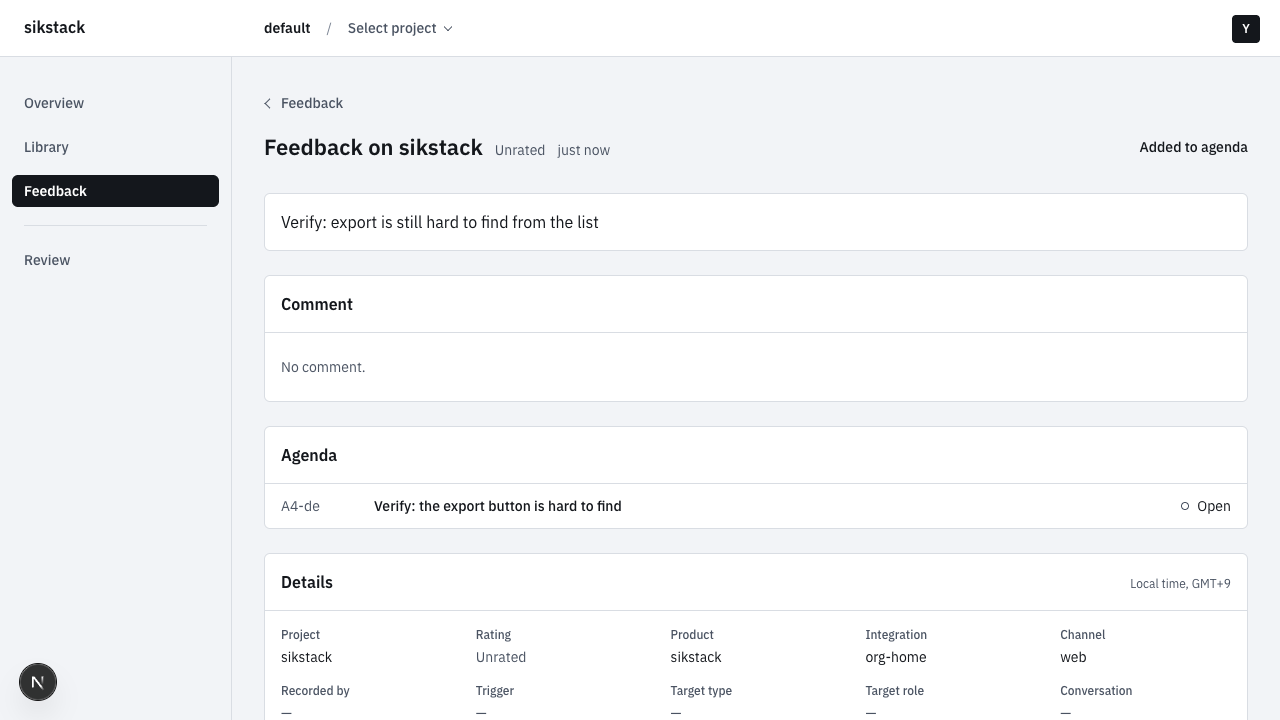 sikstack
default / Select project
Y
Overview
Library
Feedback
Review
Feedback
Feedback on sikstack Unrated just now
Added to agenda
Verify: export is still hard to find from the list
Comment
No comment.
Agenda
A4-de Verify: the export button is hard to find Open
Details Local time, GMT+9
Project Rating Product Integration Channel
sikstack Unrated sikstack org-home web
Recorded by Trigger Target type Target role Conversation
— — — — —
N